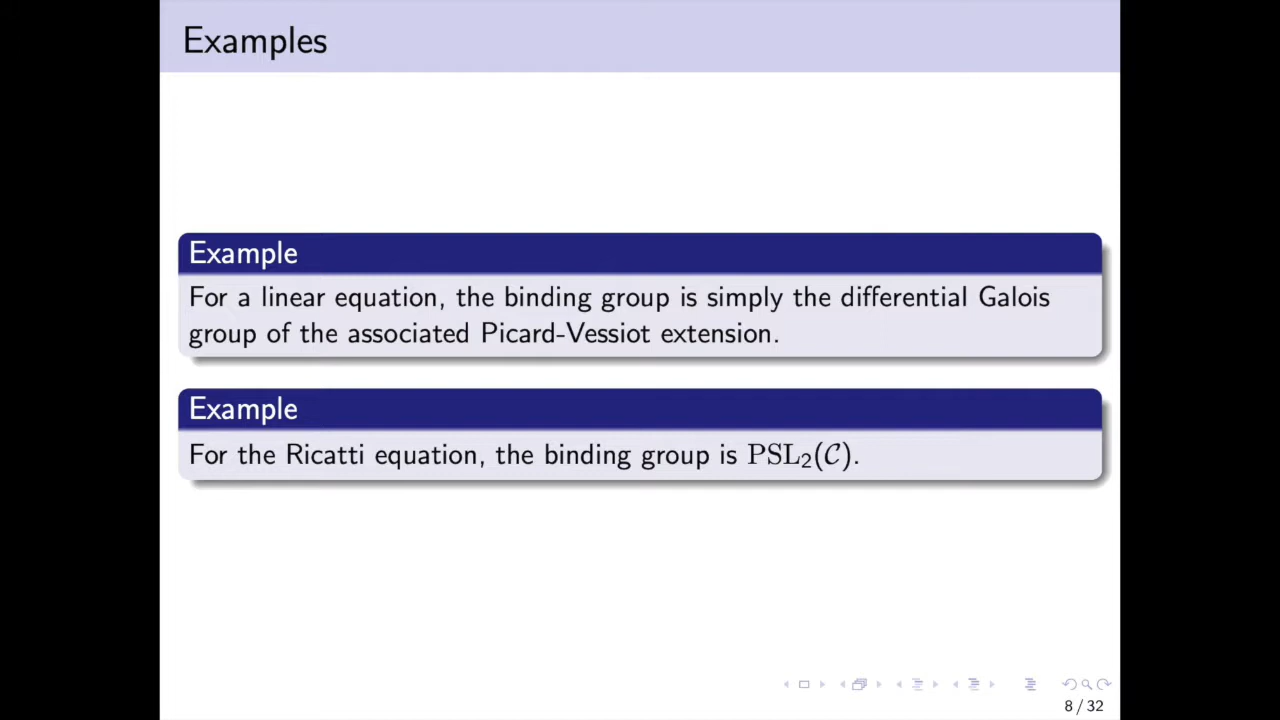 Examples
Example
For a linear equation, the binding group is simply the differential Galois
group of the associated Picard-Vessiot extension.
Example
For the Ricatti equation, the binding group is PSL₂(𝒞).
8 / 32